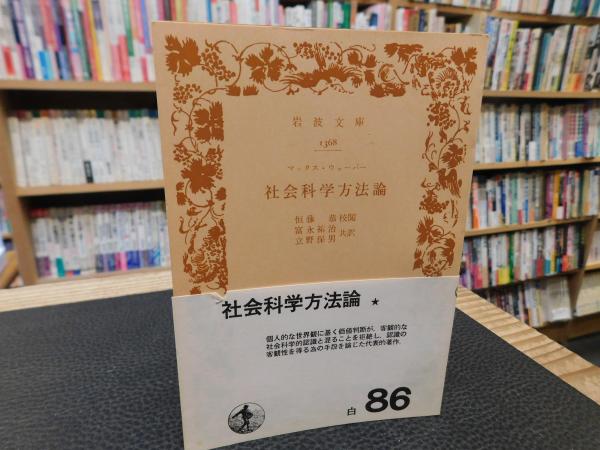 岩波文庫
1368
マックス・ウェーバー
社会科学方法論
恒藤恭校閲
富永祐治
立野保男 共訳
社会科学方法論 ★
個人的な世界観に基く価値判断が、客観的な
社会科学的認識と混ることを拒絶し、認識の
客観性を得る為の手段を論じた代表的著作。
白 86